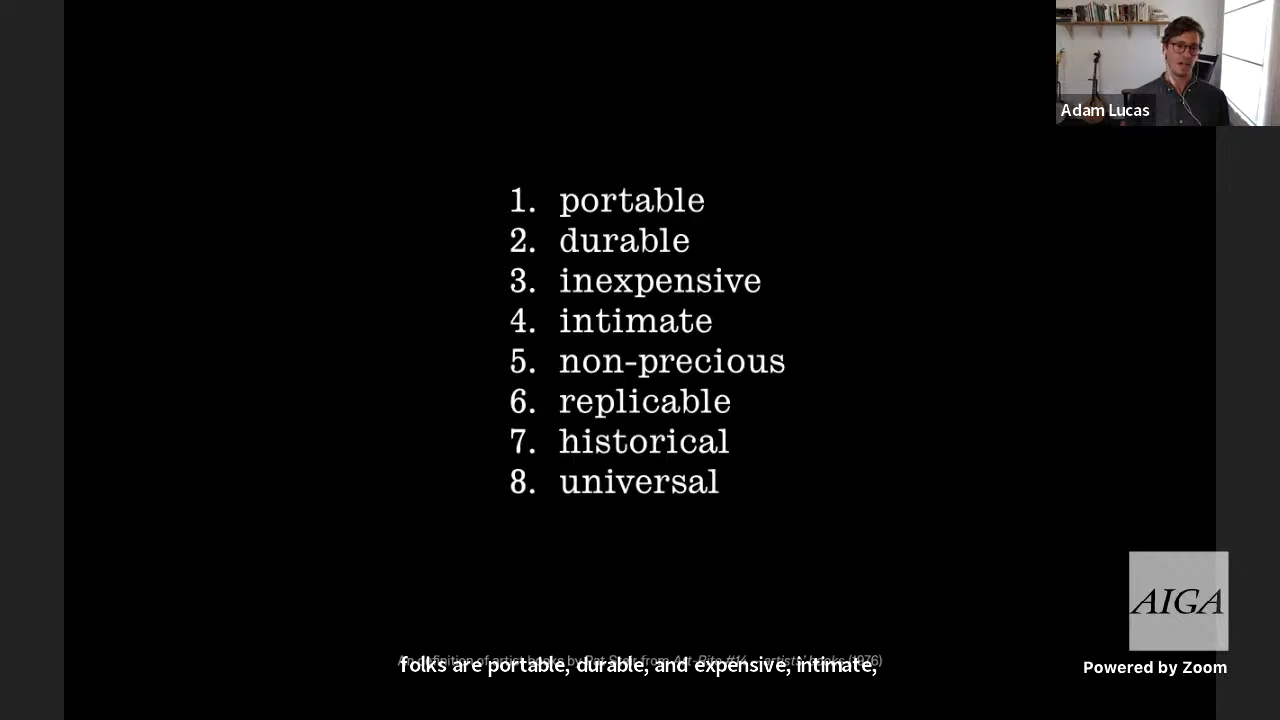 Adam Lucas
1. portable
2. durable
3. inexpensive
4. intimate
5. non-precious
6. replicable
7. historical
8. universal
AIGA
Folks are portable, durable, and expensive, intimate,
Powered by Zoom